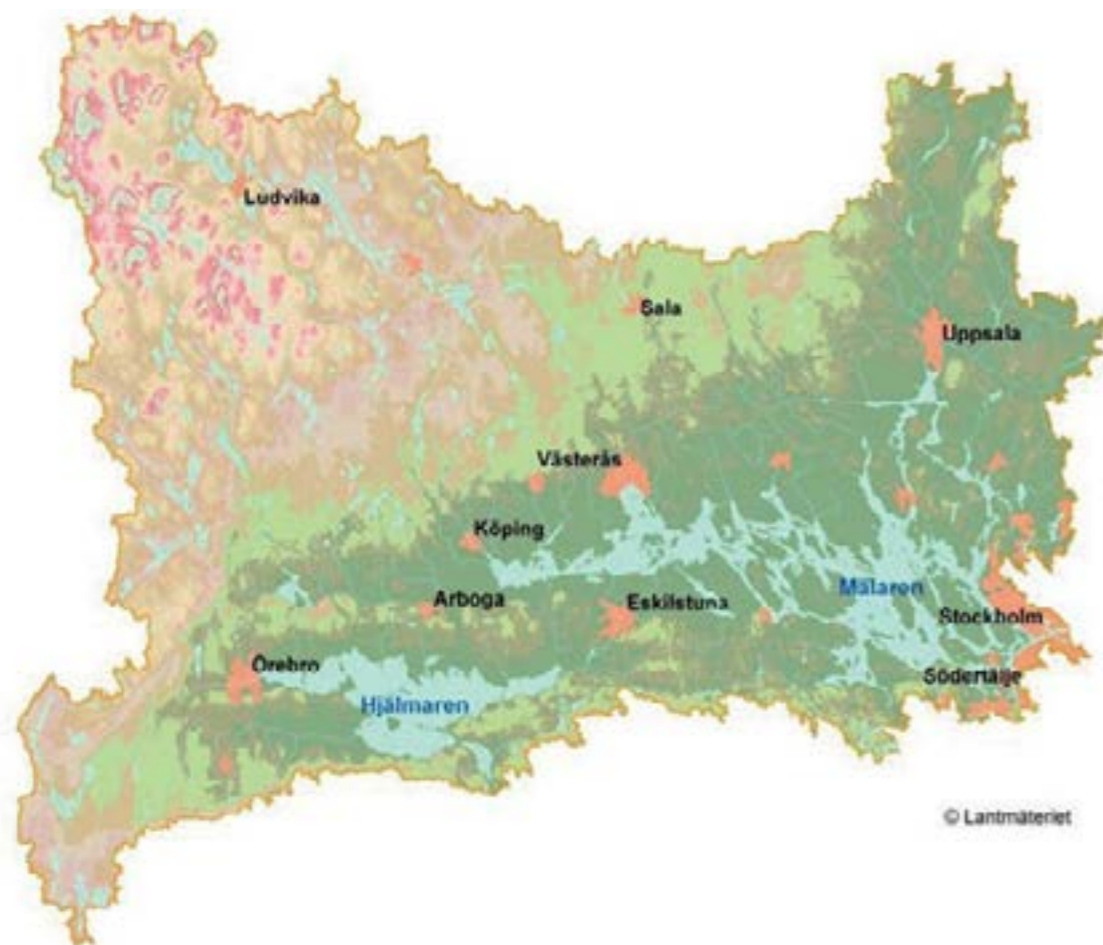 Ludvika
Sala
Uppsala
Västerås
Köping
Mälaren
Arboga
Eskilstuna
Stockholm
Örebro
Södertälje
Hjälmaren
© Lantmäteriet